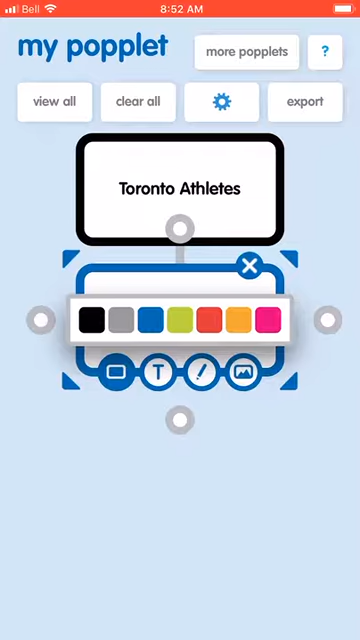 Bell 8:52 AM
my popplet
more popplets ?
view all clear all export
Toronto Athletes
T